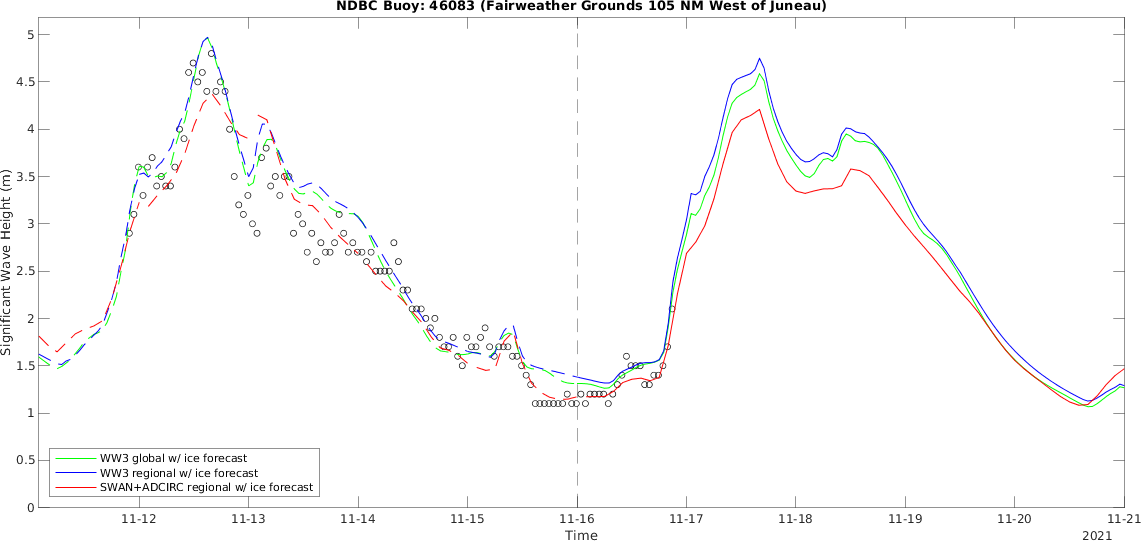 NDBC Buoy: 46083 (Fairweather Grounds 105 NM West of Juneau)
Significant Wave Height (m)
5
4.5
4
3.5
3
2.5
2
1.5
1
0.5
0
WW3 global w/ ice forecast
WW3 regional w/ ice forecast
SWAN+ADCIRC regional w/ ice forecast
11-12 11-13 11-14 11-15 11-16 11-17 11-18 11-19 11-20 11-21
Time
2021